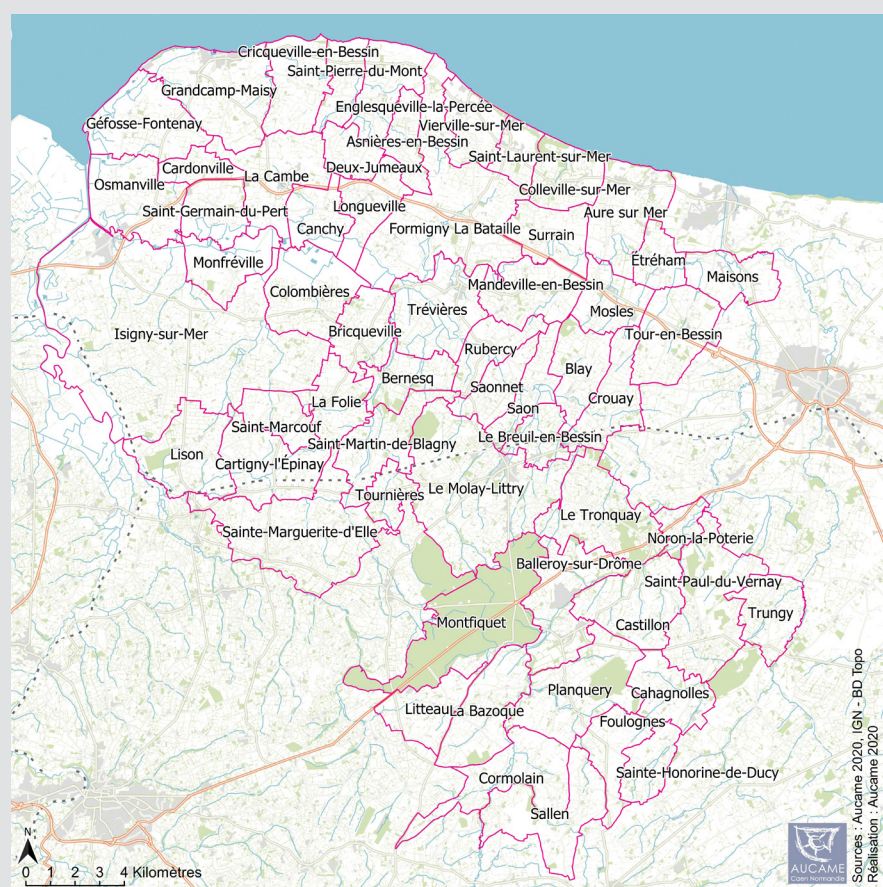 Cricqueville-en-Bessin
Saint-Pierre-du-Mont
Grandcamp-Maisy
Englesqueville-la-Percée
Géfosse-Fontenay
Vierville-sur-Mer
Asnières-en-Bessin
Saint-Laurent-sur-Mer
Cardonville
Deux-Jumeaux
La Cambe
Osmanville
Colleville-sur-Mer
Saint-Germain-du-Pert
Longueville
Aure sur Mer
Canchy
Formigny La Bataille
Surrain
Monfréville
Étréham
Maisons
Colombières
Mandeville-en-Bessin
Trévières
Mosles
Isigny-sur-Mer
Bricqueville
Tour-en-Bessin
Rubercy
Blay
Bernesq
Saonnet
La Folie
Crouay
Saon
Saint-Marcouf
Le Breuil-en-Bessin
Saint-Martin-de-Blagny
Lison
Cartigny-l'Épinay
Le Molay-Littry
Tournières
Le Tronquay
Sainte-Marguerite-d'Elle
Noron-la-Poterie
Balleroy-sur-Drôme
Saint-Paul-du-Vernay
Trungy
Montfiquet
Castillon
Planquery
Cahagnolles
Litteau
La Bazoque
Foulognes
Cormolain
Sainte-Honorine-de-Ducy
Sallen
N
0 1 2 3 4 Kilomètres
AUCAME
Caen Normandie
Sources : Aucame 2020, IGN - BD Topo
Réalisation : Aucame 2020